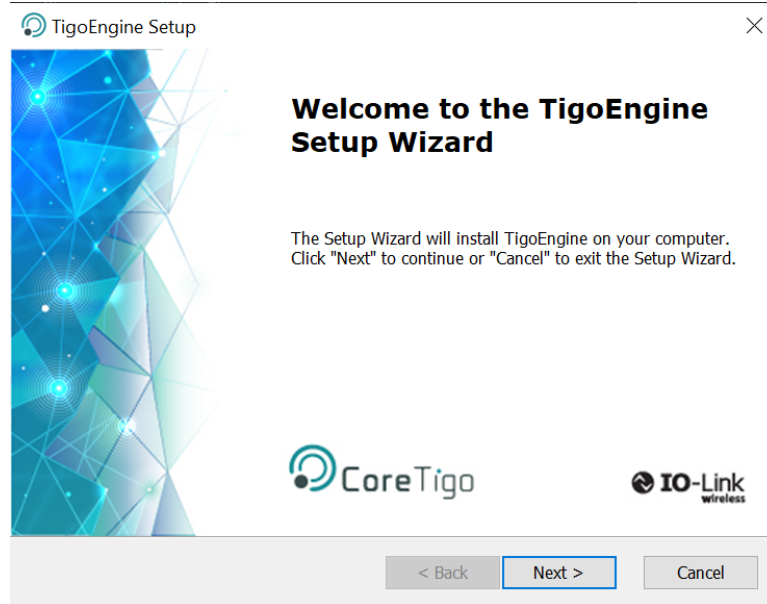 TigoEngine Setup
Welcome to the TigoEngine
Setup Wizard
The Setup Wizard will install TigoEngine on your computer.
Click "Next" to continue or "Cancel" to exit the Setup Wizard.
CoreTigo
IO-Link
wireless
< Back
Next >
Cancel